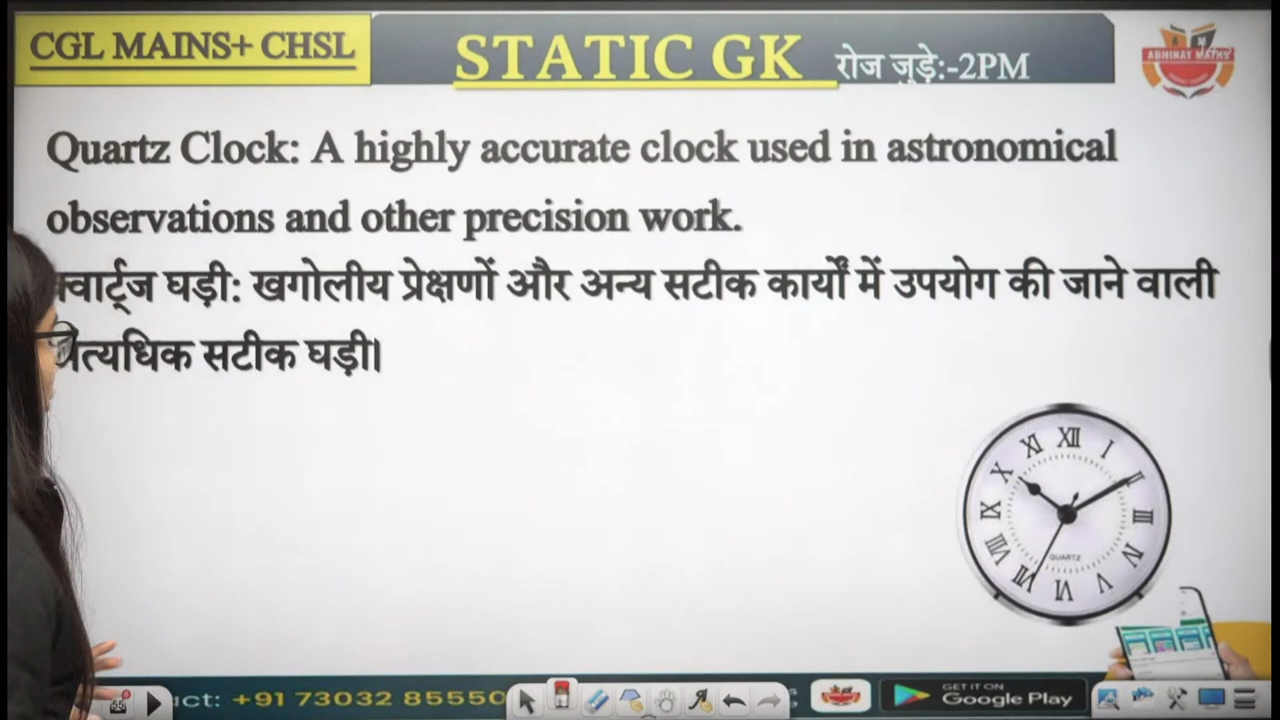 CGL MAINS+ CHSL
STATIC GK रोज जुड़े:-2PM
ABHINAY MATHS
Quartz Clock: A highly accurate clock used in astronomical
observations and other precision work.
घड़ी: खगोलीय प्रेक्षणों और अन्य सटीक कार्यों में उपयोग की जाने वाली
सटीक घड़ी।
XII
I
II
III
IV
V
VI
VII
VIII
IX
X
XI
QUARTZ
+91 73032 85550
GET IT ON
Google Play